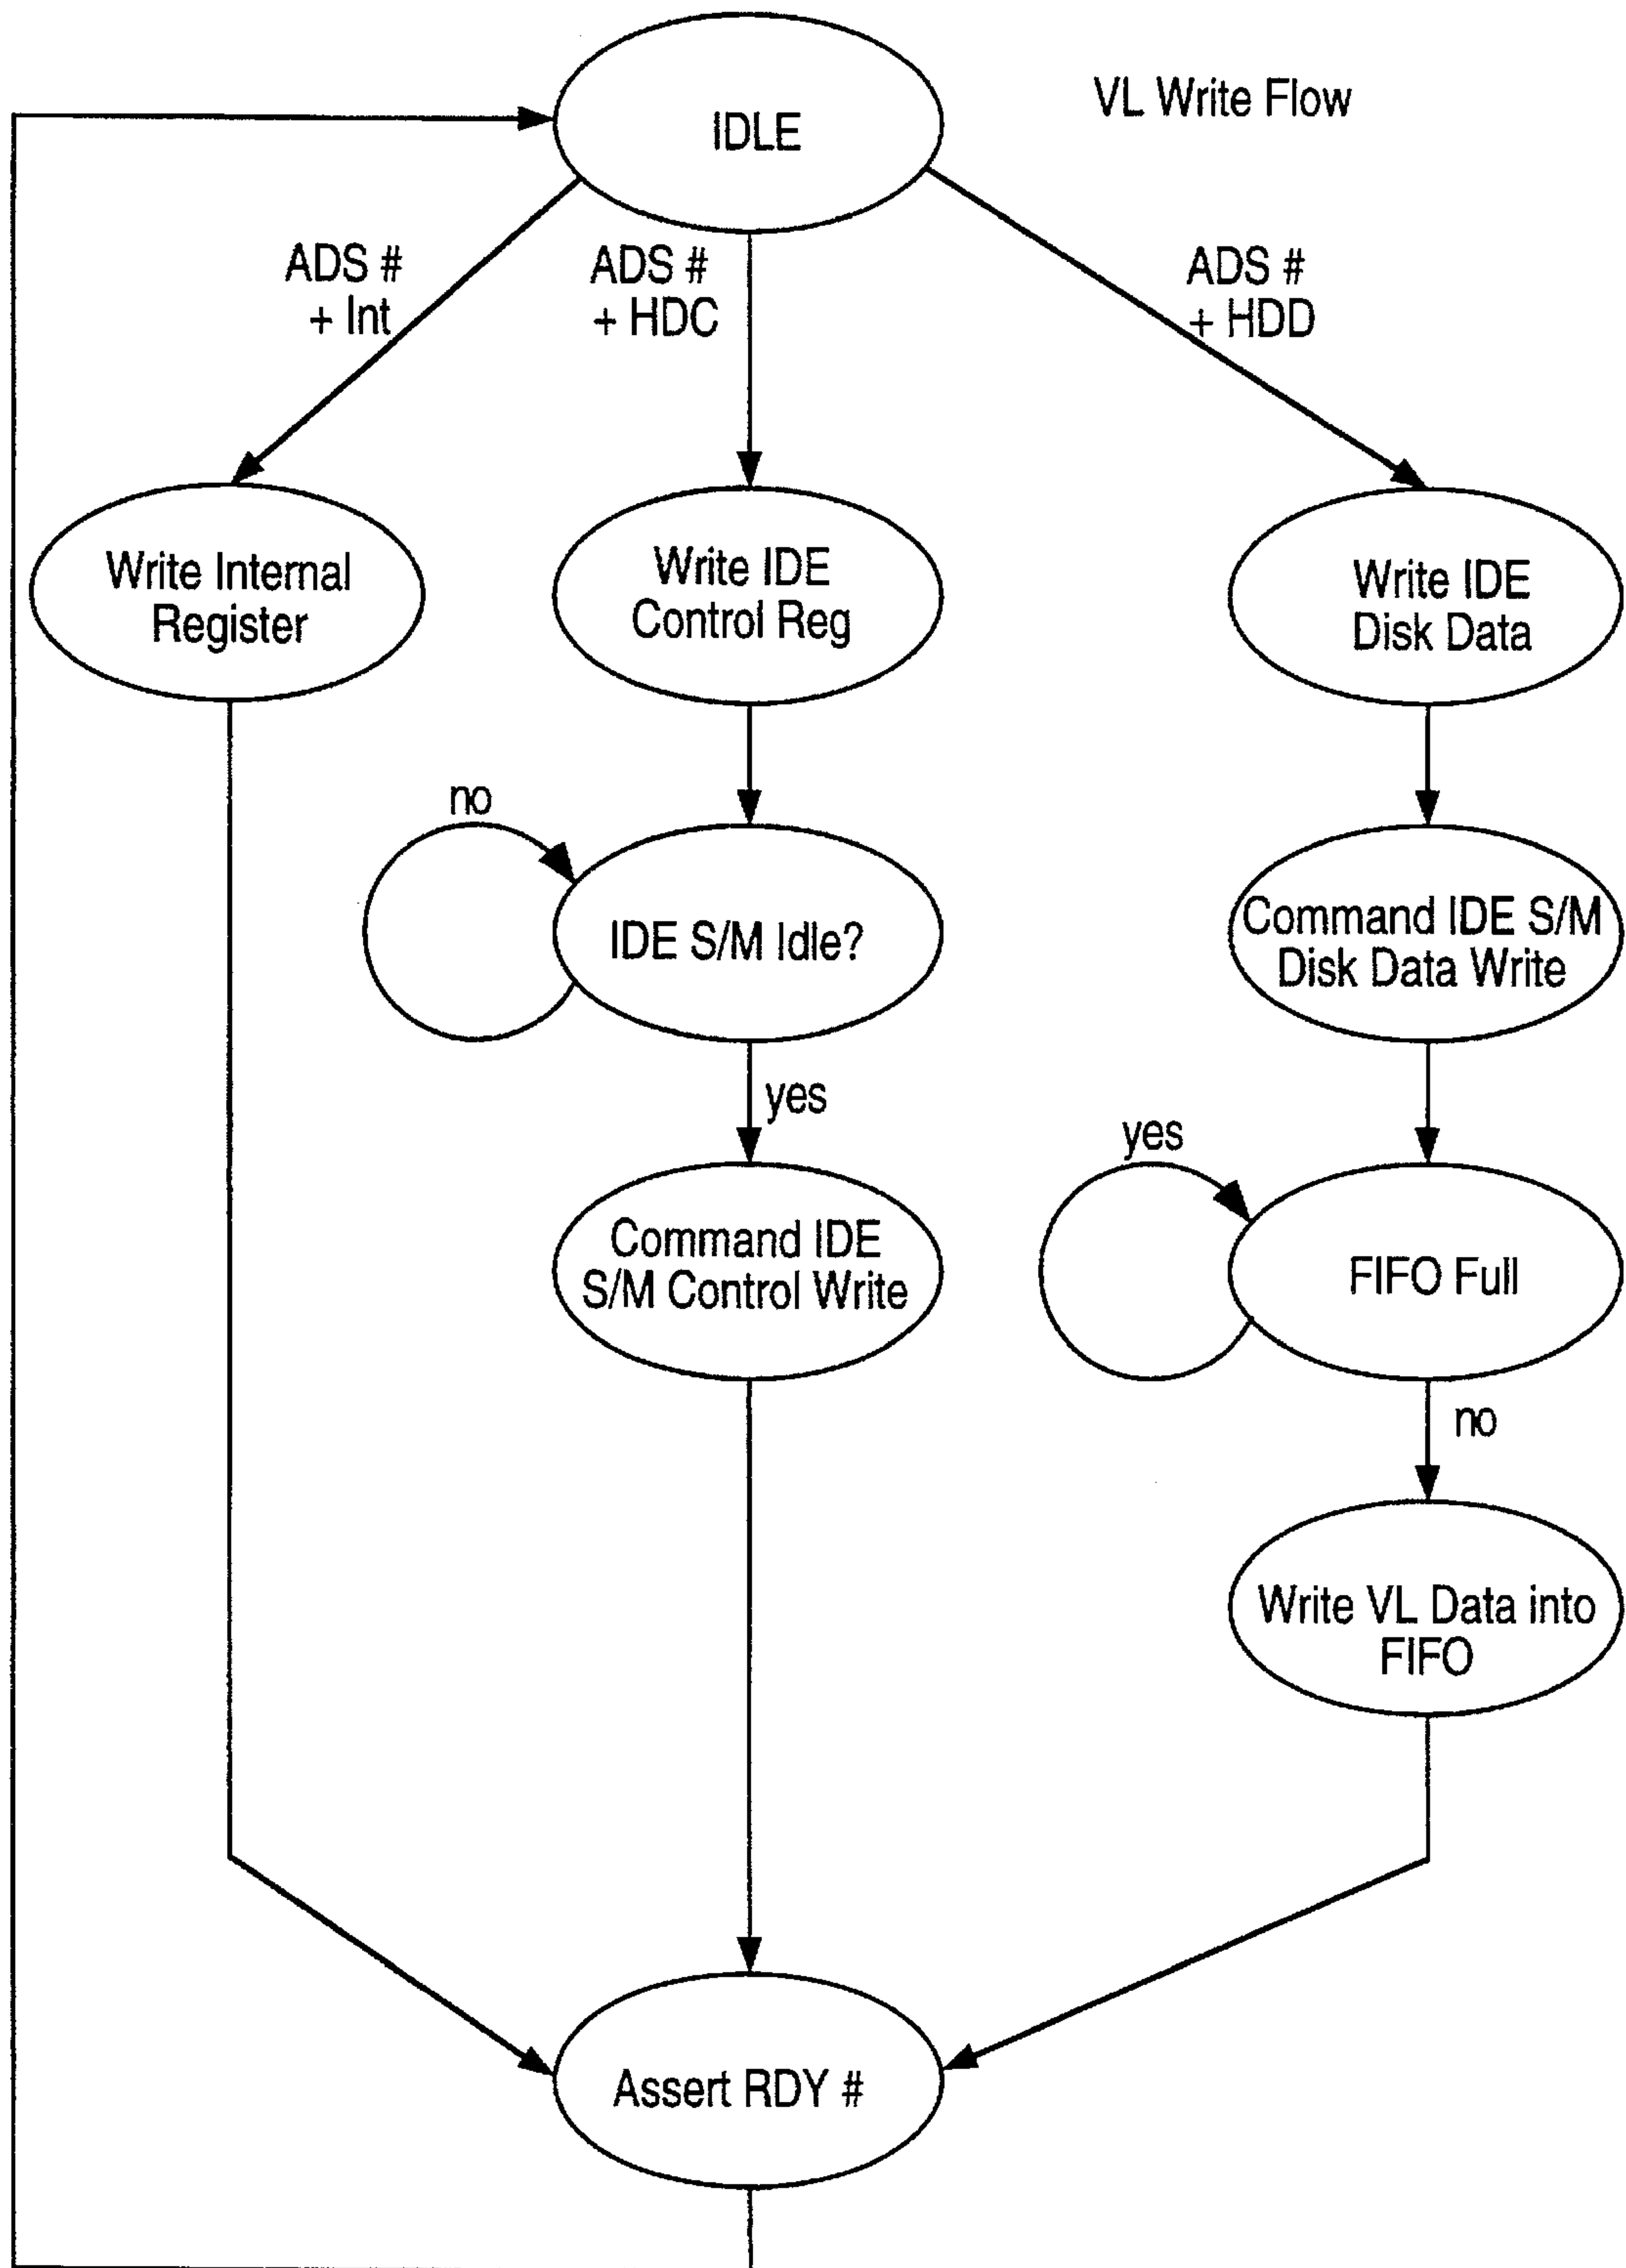 VL Write Flow
IDLE
ADS #
+ Int
ADS #
+ HDC
ADS #
+ HDD
Write Internal
Register
Write IDE
Control Reg
Write IDE
Disk Data
no
IDE S/M Idle?
Command IDE S/M
Disk Data Write
yes
yes
Command IDE
S/M Control Write
FIFO Full
no
Write VL Data into
FIFO
Assert RDY #